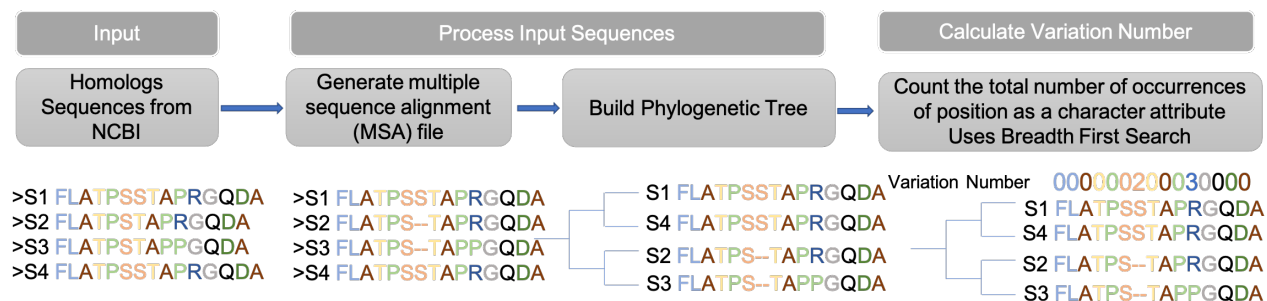 Input
Process Input Sequences
Calculate Variation Number
Homologs
Sequences from
NCBI
Generate multiple
sequence alignment
(MSA) file
Build Phylogenetic Tree
Count the total number of occurrences
of position as a character attribute
Uses Breadth First Search
>S1 FLATPSSTAPRGQDA
>S2 FLATPSTAPRGQDA
>S3 FLATPSTAPPGQDA
>S4 FLATPSSTAPRGQDA
>S1 FLATPSSTAPRGQDA
>S2 FLATPS--TAPRGQDA
>S3 FLATPS--TAPPGQDA
>S4 FLATPSSTAPRGQDA
S1 FLATPSSTAPRGQDA
S4 FLATPSSTAPRGQDA
S2 FLATPS--TAPRGQDA
S3 FLATPS--TAPPGQDA
Variation Number 000000200030000
S1 FLATPSSTAPRGQDA
S4 FLATPSSTAPRGQDA
S2 FLATPS--TAPRGQDA
S3 FLATPS--TAPPGQDA